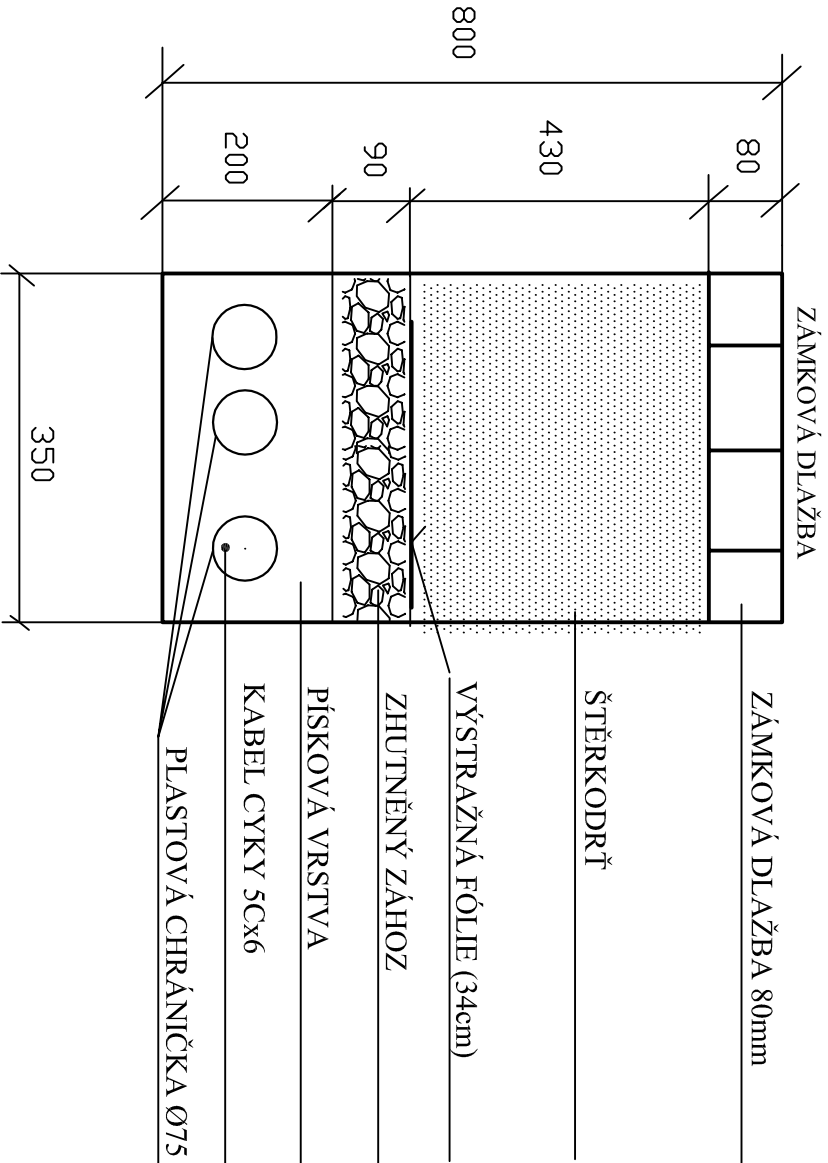 ZÁMKOVÁ DLAŽBA
800
80
430
90
200
350
ZÁMKOVÁ DLAŽBA 80mm
ŠTĚRKODRŤ
VÝSTRAŽNÁ FÓLIE (34cm)
ZHUTNĚNÝ ZÁHOZ
PÍSKOVÁ VRSTVA
KABEL CYKY 5Cx6
PLASTOVÁ CHRÁNIČKA Ø75